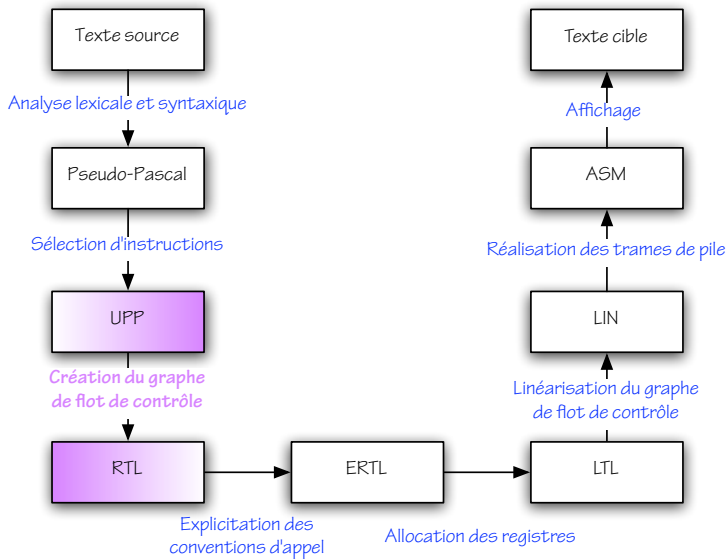 Texte source
Analyse lexicale et syntaxique
Pseudo-Pascal
Sélection d'instructions
UPP
Création du graphe
de flot de contrôle
RTL
Explicitation des
conventions d'appel
ERTL
Allocation des registres
LTL
Linéarisation du graphe
de flot de contrôle
LIN
Réalisation des trames de pile
ASM
Affichage
Texte cible